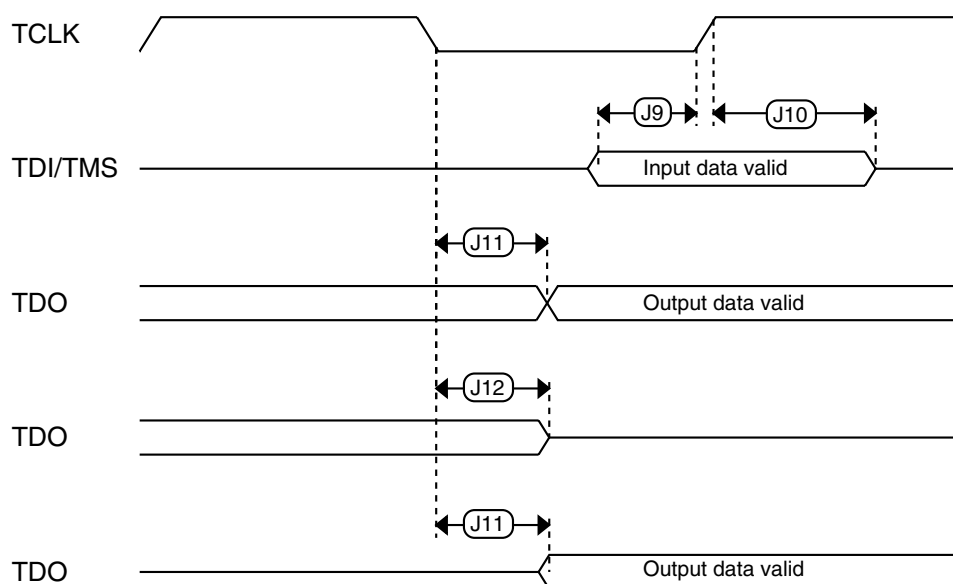 TCLK
J9
J10
TDI/TMS
Input data valid
J11
TDO
Output data valid
J12
TDO
J11
TDO
Output data valid